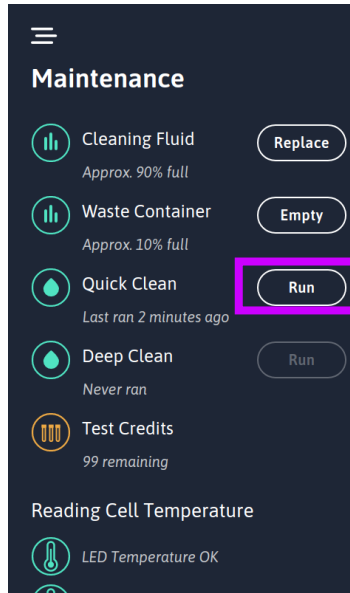 Maintenance
Cleaning Fluid Replace
Approx. 90% full
Waste Container Empty
Approx. 10% full
Quick Clean Run
Last ran 2 minutes ago
Deep Clean Run
Never ran
Test Credits
99 remaining
Reading Cell Temperature
LED Temperature OK